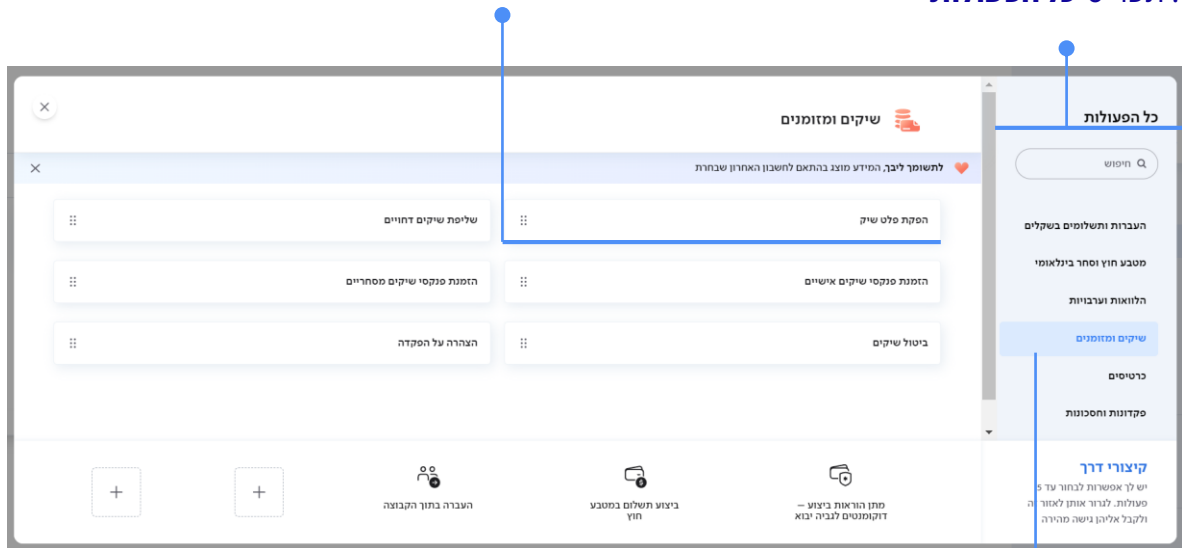 כל הפעולות
חיפוש
העברות ותשלומים בשקלים
מטבע חוץ וסחר בינלאומי
הלוואות וערבויות
שיקים ומזומנים
כרטיסים
פקדונות וחסכונות
שיקים ומזומנים
לתשומך ליבך, המידע מוצג בהתאם לחשבון האחרון שבחרת
הפקת פלט שיק
שליפת שיקים דחויים
הזמנת פנקסי שיקים אישיים
הזמנת פנקסי שיקים מסחריים
ביטול שיקים
הצהרה על הפקדה
קיצורי דרך
יש לך אפשרות לבחור עד 5
פעולות. לגרור אותן לאזור זה
ולקבל אליהן גישה מהירה
מתן הוראות ביצוע –
דוקומנטים לגביה יבוא
ביצוע תשלום במטבע
חוץ
העברה בתוך הקבוצה